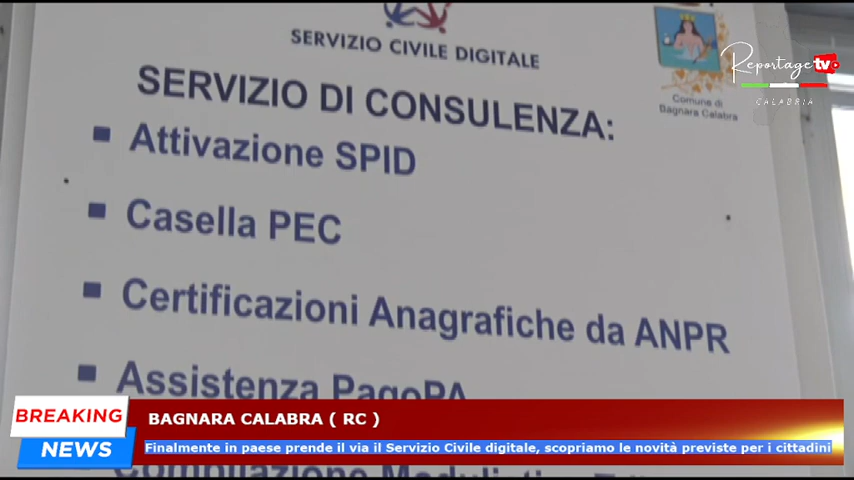 SERVIZIO CIVILE DIGITALE
Comune di
Bagnara Calabra
Reportage tv
CALABRIA
SERVIZIO DI CONSULENZA:
Attivazione SPID
Casella PEC
Certificazioni Anagrafiche da ANPR
Assistenza PagoPA
BREAKING
NEWS
BAGNARA CALABRA ( RC )
Finalmente in paese prende il via il Servizio Civile digitale, scopriamo le novità previste per i cittadini